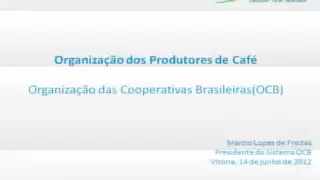 Organização dos Produtores de Café
Organização das Cooperativas Brasileiras(OCB)
Márcio Lopes de Freitas
Presidente do Sistema OCB
Vitória, 14 de junho de 2012